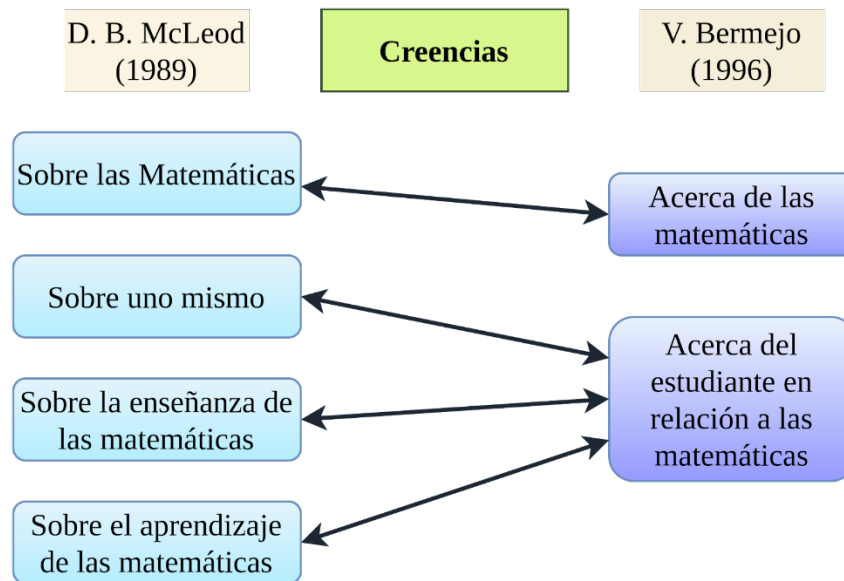 D. B. McLeod
(1989)
Creencias
V. Bermejo
(1996)
Sobre las Matemáticas
Acerca de las
matemáticas
Sobre uno mismo
Acerca del
estudiante en
relación a las
matemáticas
Sobre la enseñanza de
las matemáticas
Sobre el aprendizaje
de las matemáticas